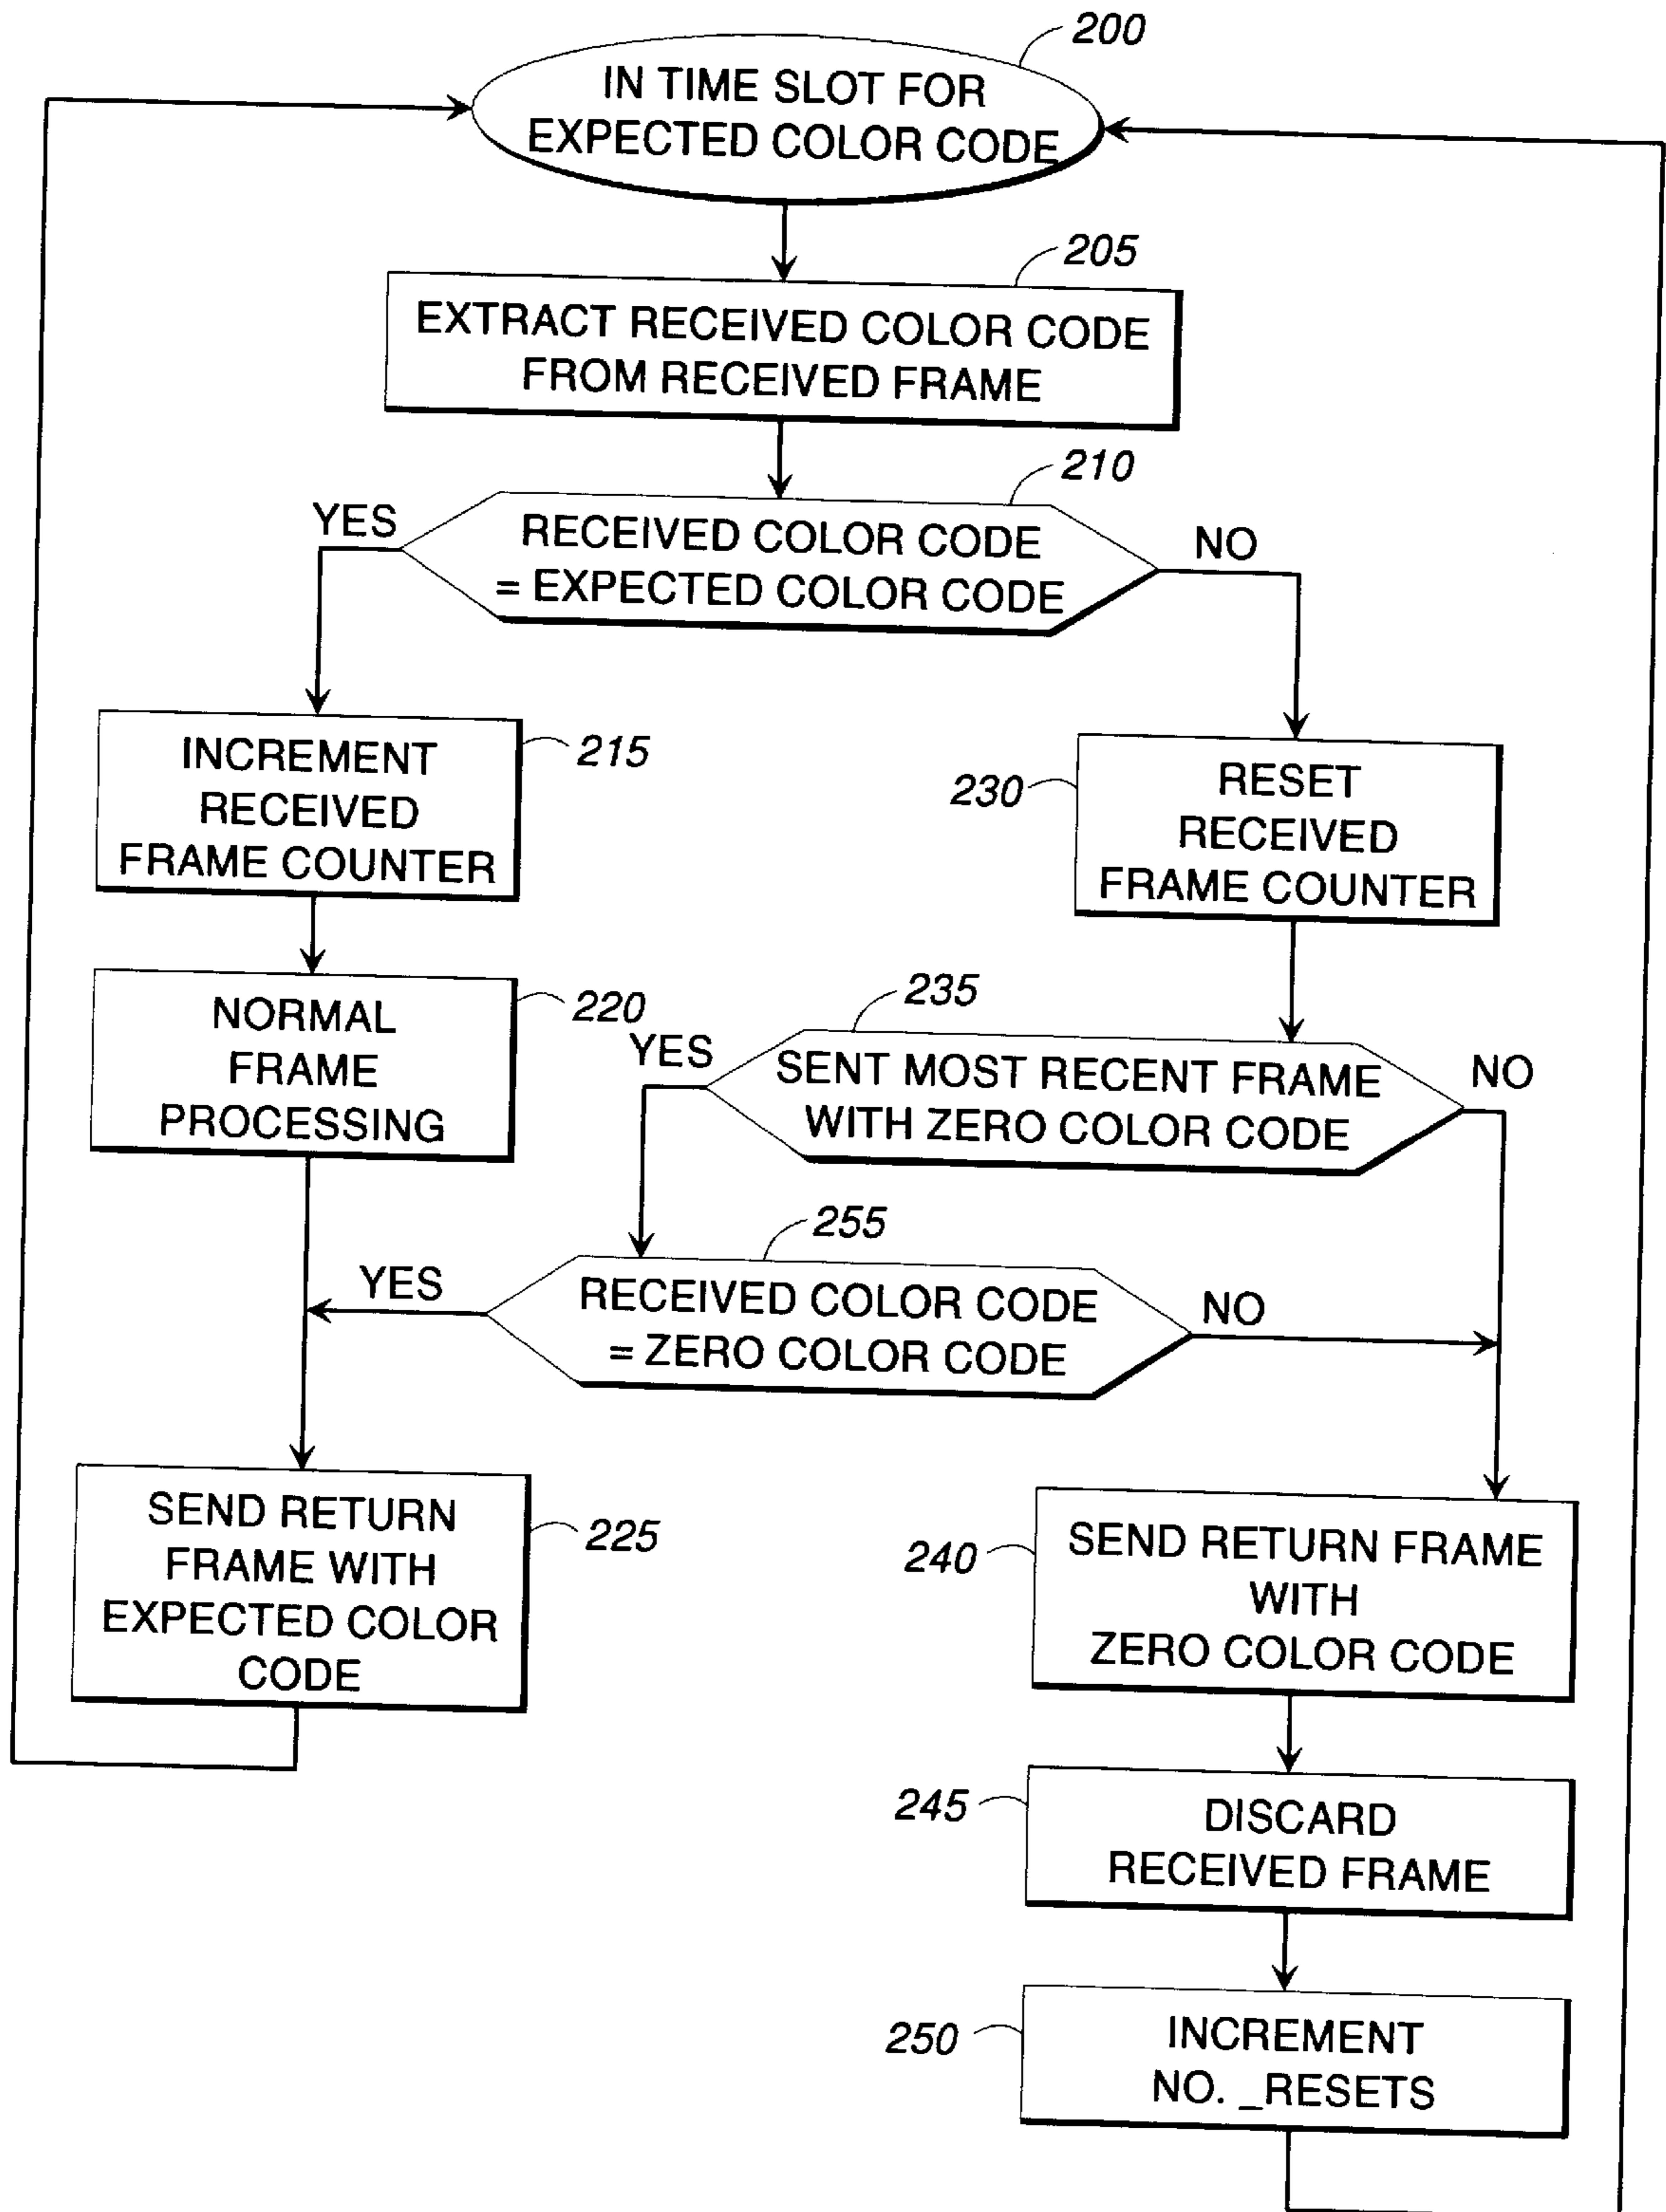 200
IN TIME SLOT FOR
EXPECTED COLOR CODE
205
EXTRACT RECEIVED COLOR CODE
FROM RECEIVED FRAME
210
YES
RECEIVED COLOR CODE
= EXPECTED COLOR CODE
NO
INCREMENT
RECEIVED
FRAME COUNTER
215
230
RESET
RECEIVED
FRAME COUNTER
NORMAL
FRAME
PROCESSING
220
235
YES
SENT MOST RECENT FRAME
WITH ZERO COLOR CODE
NO
255
YES
RECEIVED COLOR CODE
= ZERO COLOR CODE
NO
SEND RETURN
FRAME WITH
EXPECTED COLOR
CODE
225
240
SEND RETURN FRAME
WITH
ZERO COLOR CODE
245
DISCARD
RECEIVED FRAME
250
INCREMENT
NO. _RESETS